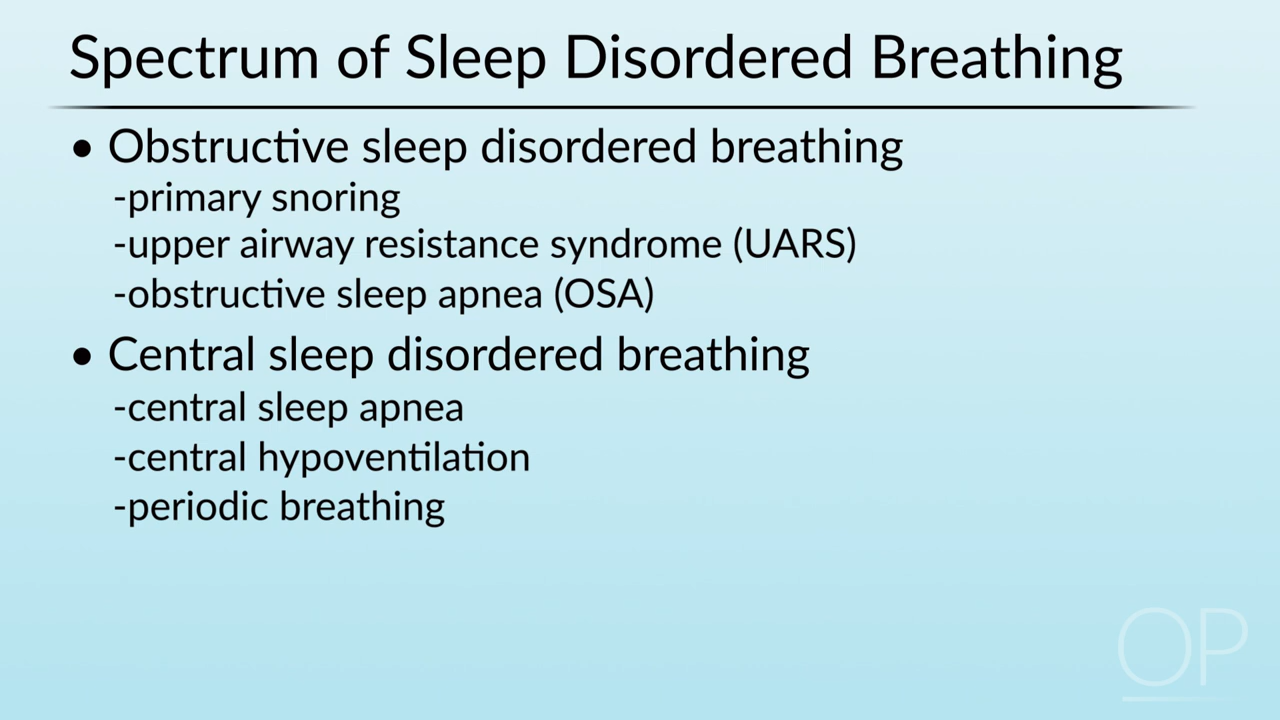 Spectrum of Sleep Disordered Breathing
• Obstructive sleep disordered breathing
-primary snoring
-upper airway resistance syndrome (UARS)
-obstructive sleep apnea (OSA)
• Central sleep disordered breathing
-central sleep apnea
-central hypoventilation
-periodic breathing
OP